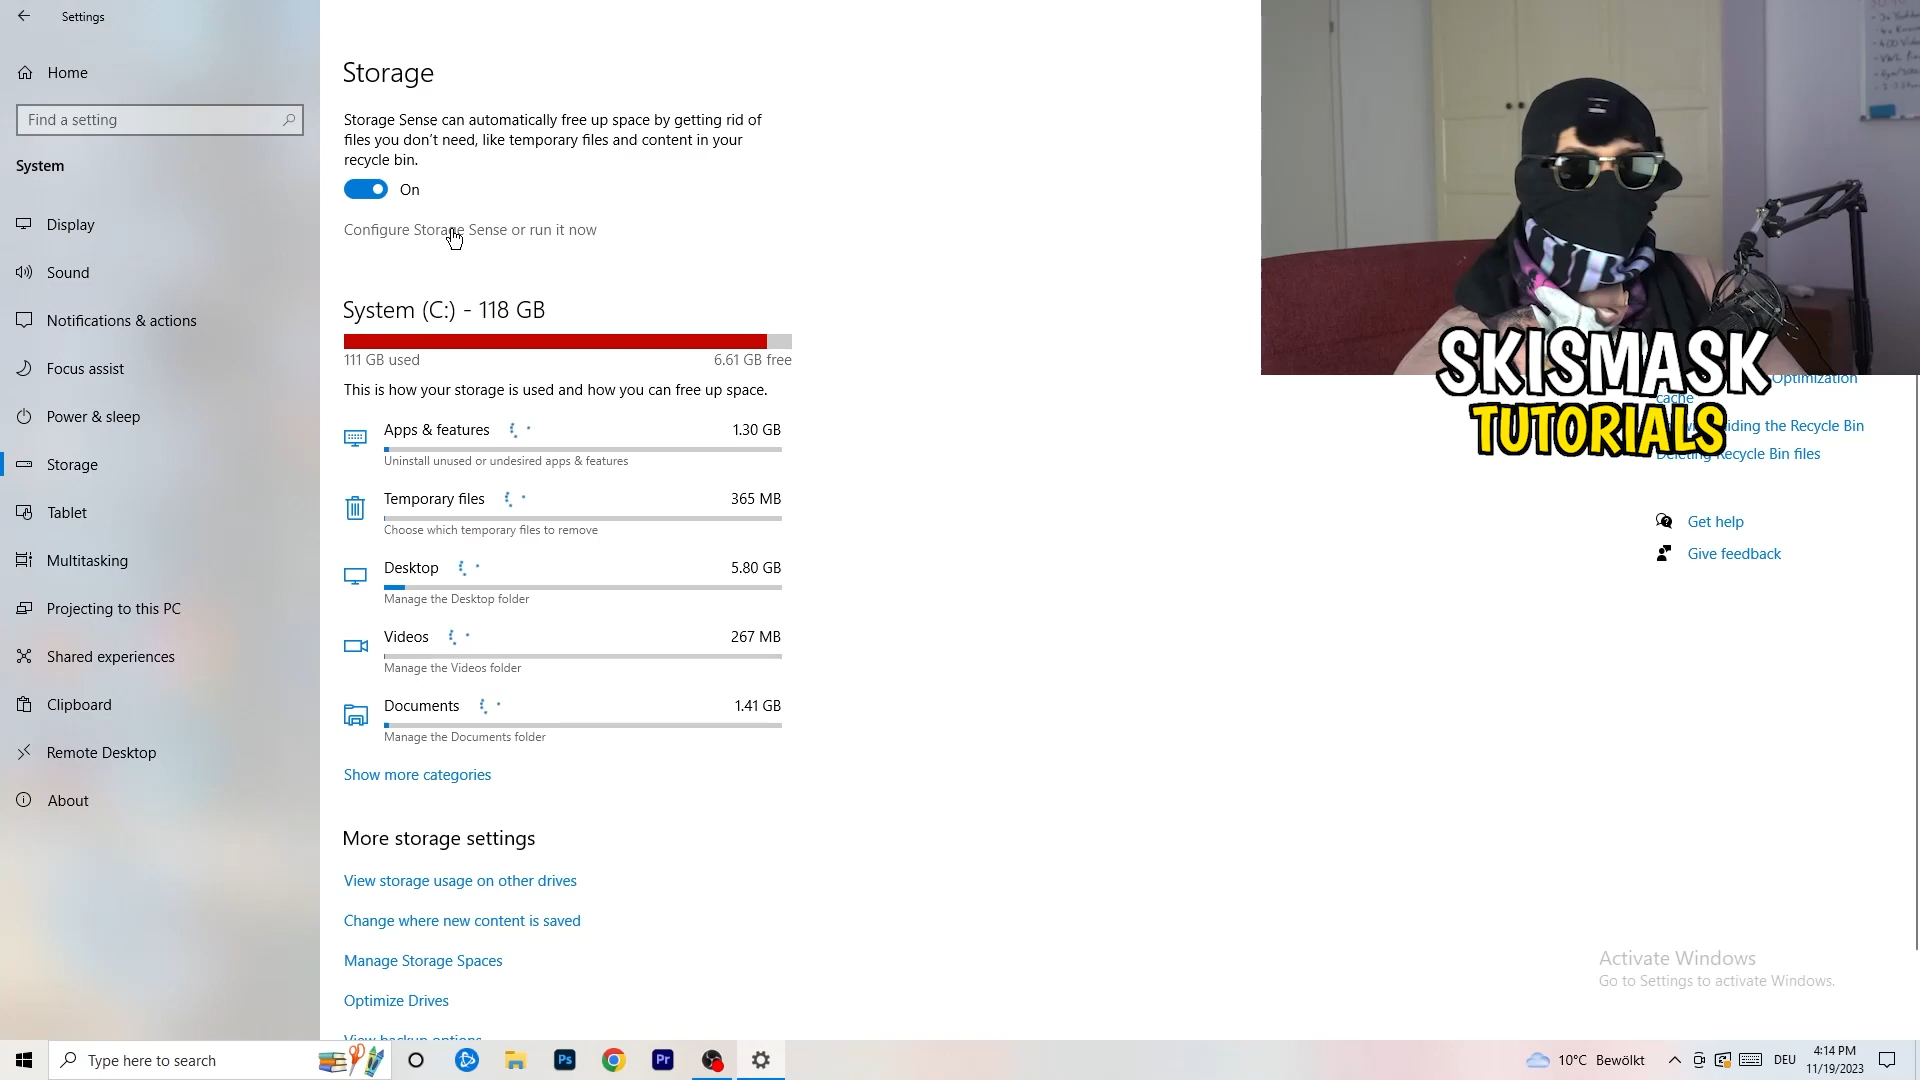 Settings
Home
Find a setting
System
Display
Sound
Notifications & actions
Focus assist
Power & sleep
Storage
Tablet
Multitasking
Projecting to this PC
Shared experiences
Clipboard
Remote Desktop
About
Storage
Storage Sense can automatically free up space by getting rid of
files you don't need, like temporary files and content in your
recycle bin.
On
Configure Storage Sense or run it now
System (C:) - 118 GB
111 GB used
6.61 GB free
This is how your storage is used and how you can free up space.
Apps & features
1.30 GB
Uninstall unused or undesired apps & features
Temporary files
365 MB
Choose which temporary files to remove
Desktop
5.80 GB
Manage the Desktop folder
Videos
267 MB
Manage the Videos folder
Documents
1.41 GB
Manage the Documents folder
Show more categories
More storage settings
View storage usage on other drives
Change where new content is saved
Manage Storage Spaces
Optimize Drives
View backup options
SKISMASK
TUTORIALS
Optimization
cache
the Recycle Bin
Deleting Recycle Bin files
Get help
Give feedback
Activate Windows
Go to Settings to activate Windows.
Type here to search
Ps
Pr
10°C Bewölkt
DEU
4:14 PM
11/19/2023